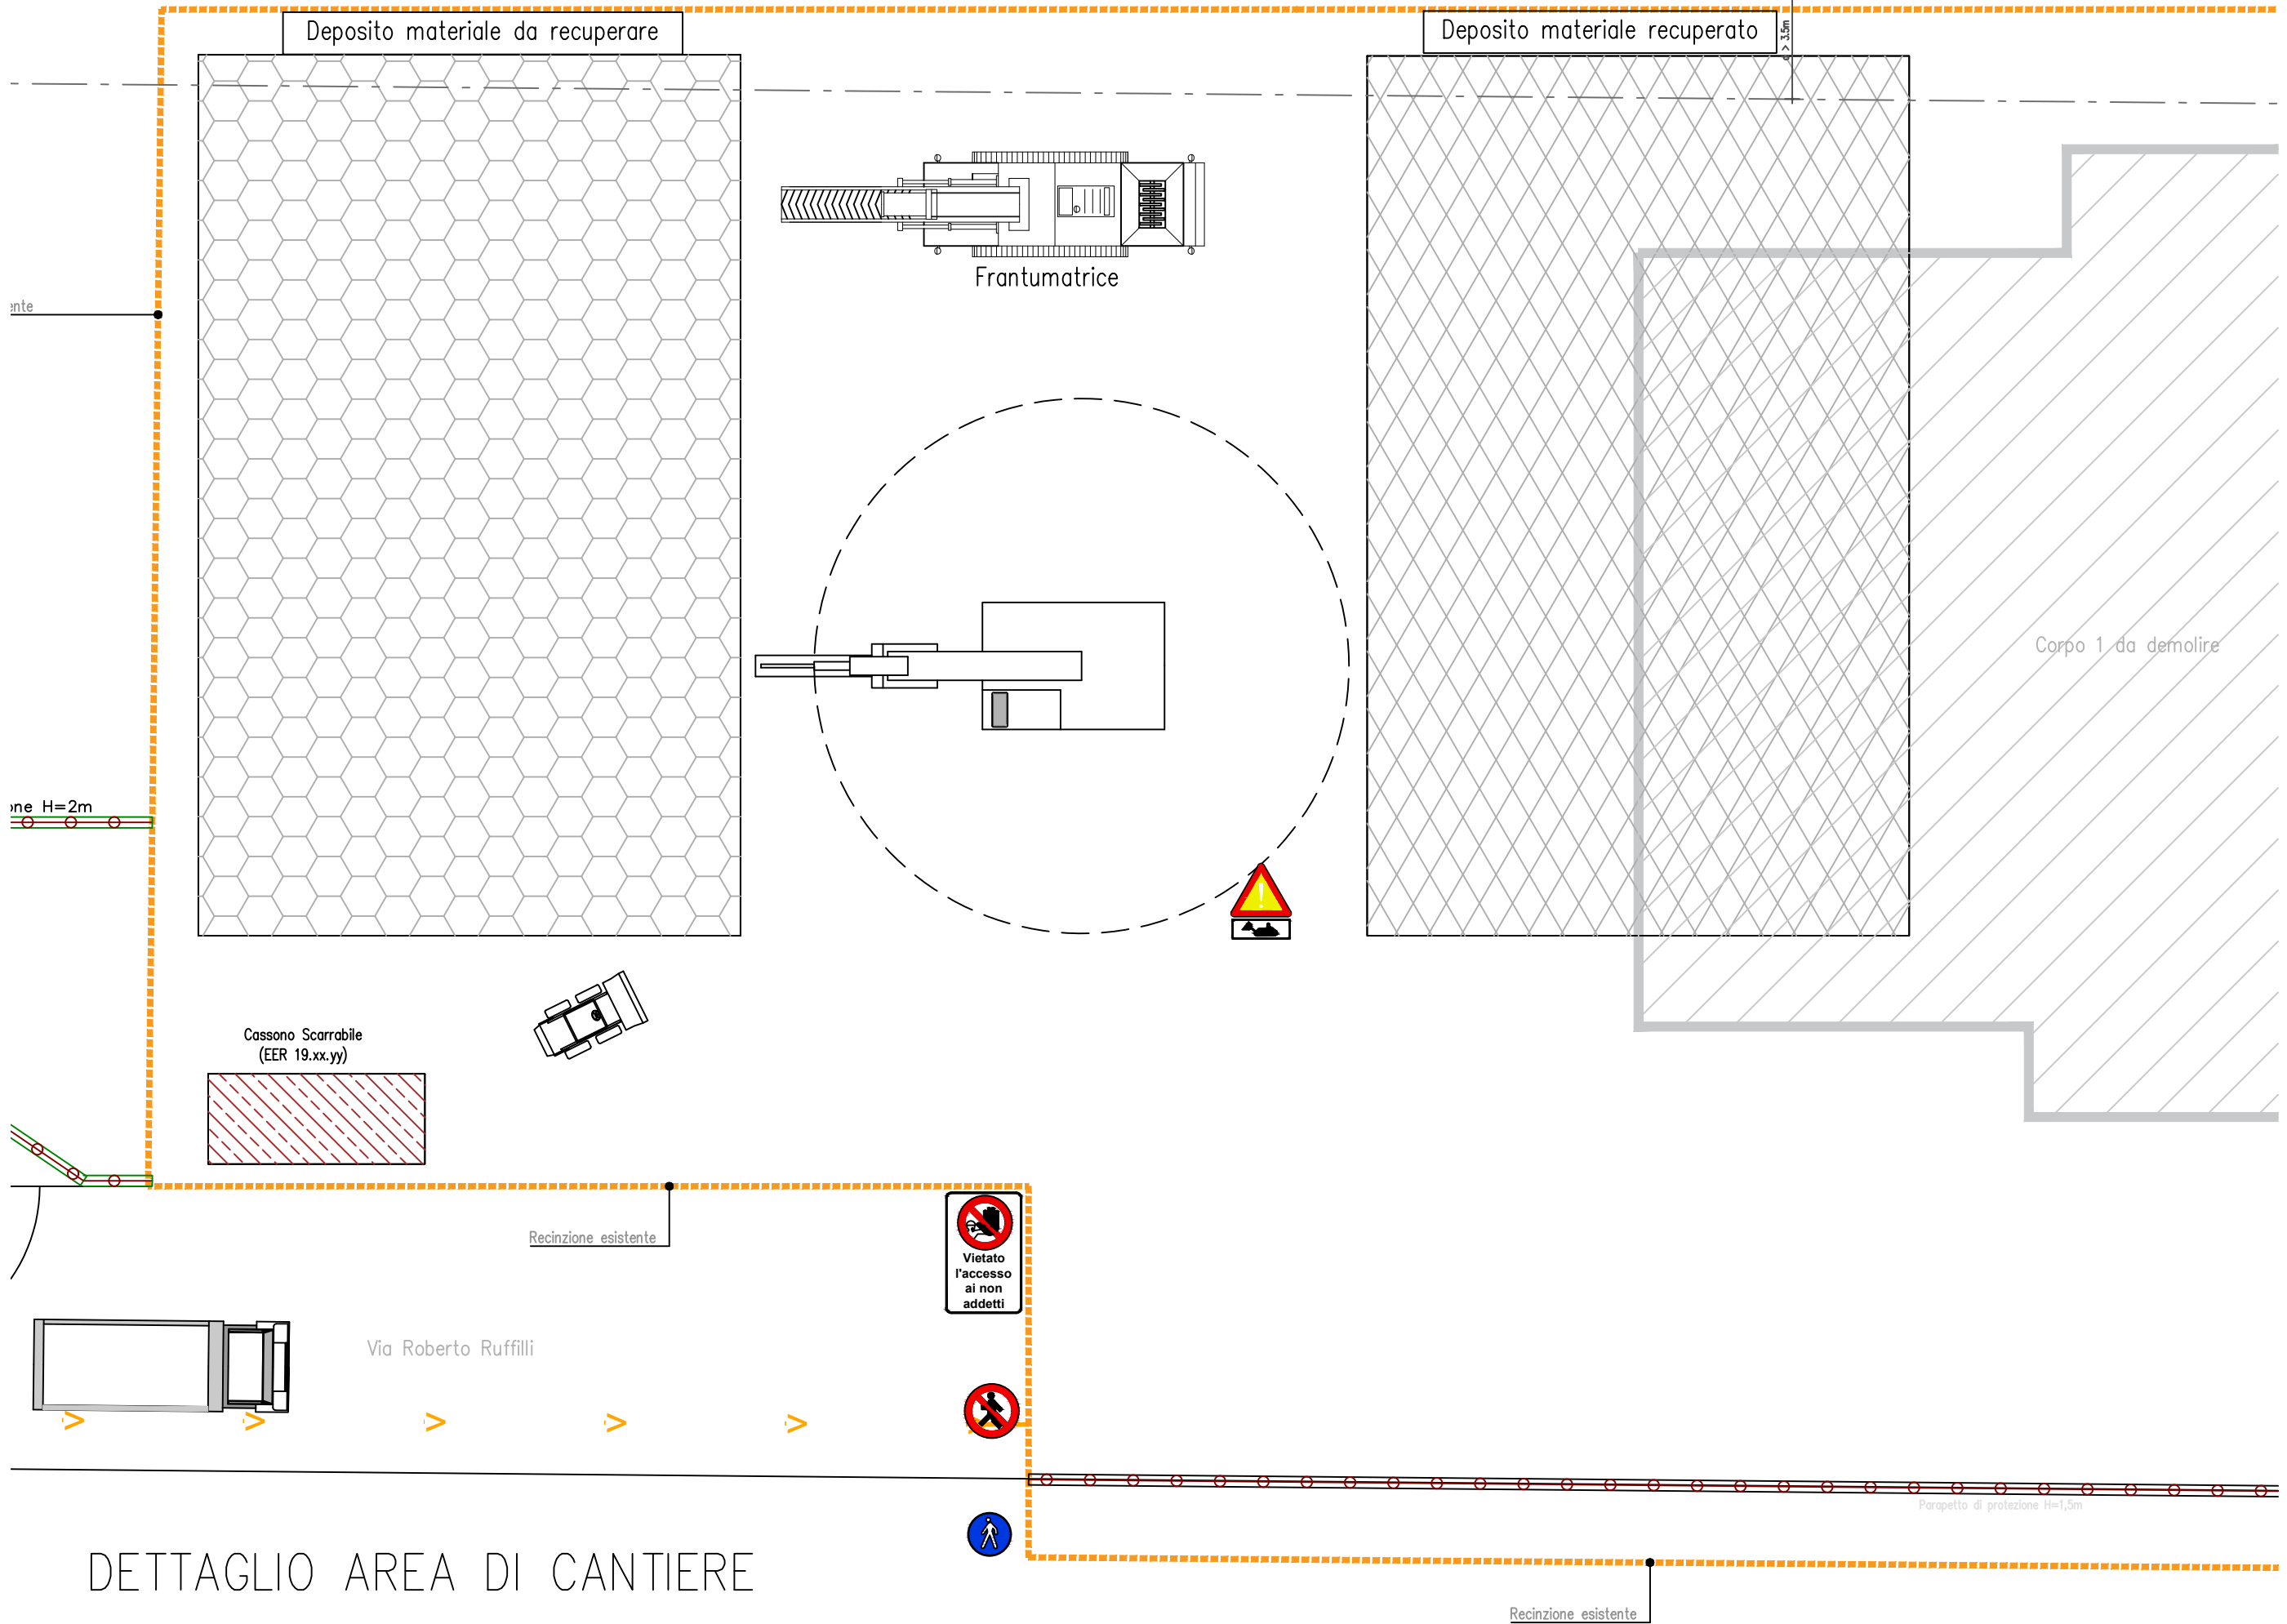 Deposito materiale da recuperare
Deposito materiale recuperato
> 3.5m
Frantumatrice
ente
Corpo 1 da demolire
one H=2m
Cassono Scarrabile
(EER 19.xx.yy)
Recinzione esistente
Vietato
l'accesso
ai non
addetti
Via Roberto Ruffilli
Parapetto di protezione H=1,5m
DETTAGLIO AREA DI CANTIERE
Recinzione esistente